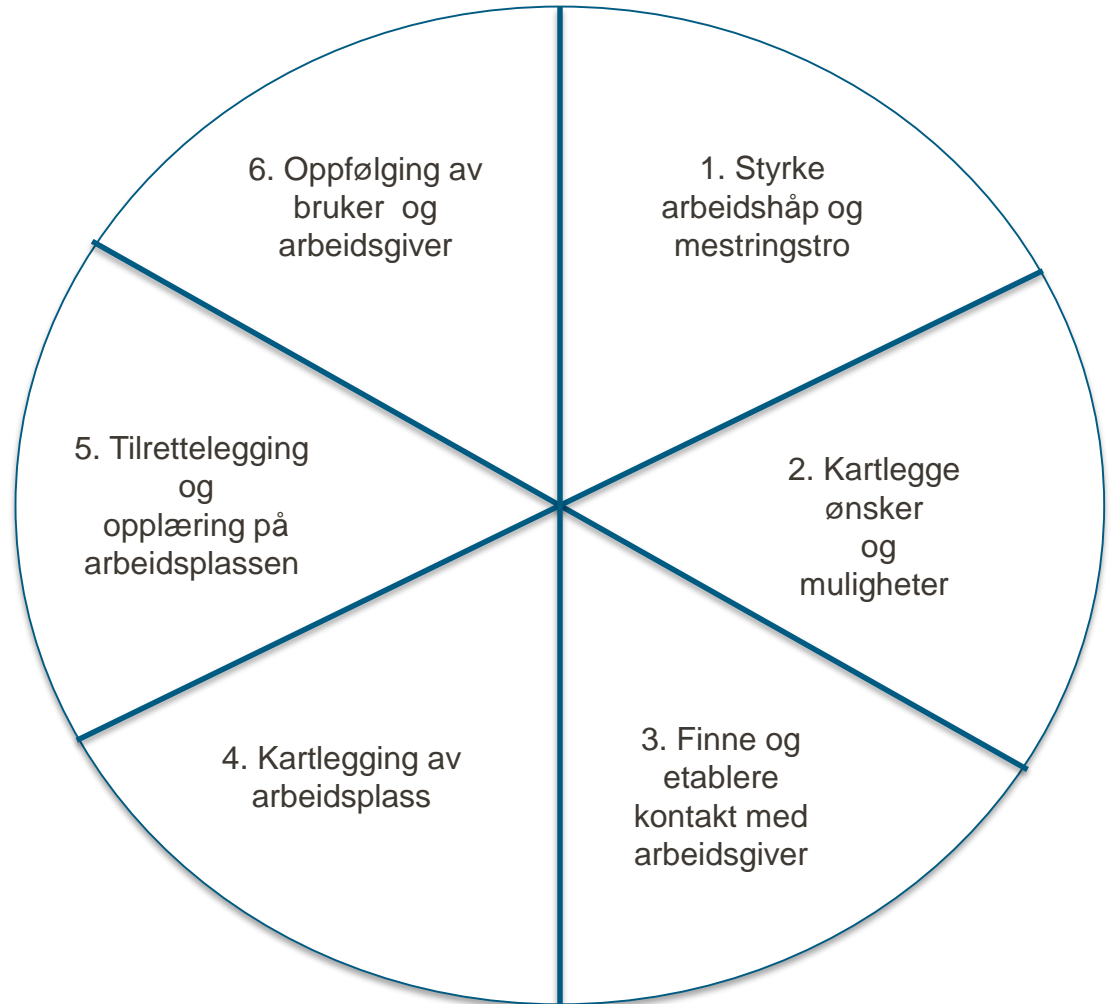 1. Styrke
arbeidshåp og
mestringstro
2. Kartlegge
ønsker
og
muligheter
3. Finne og
etablere
kontakt med
arbeidsgiver
4. Kartlegging av
arbeidsplass
5. Tilrettelegging
og
opplæring på
arbeidsplassen
6. Oppfølging av
bruker  og
arbeidsgiver